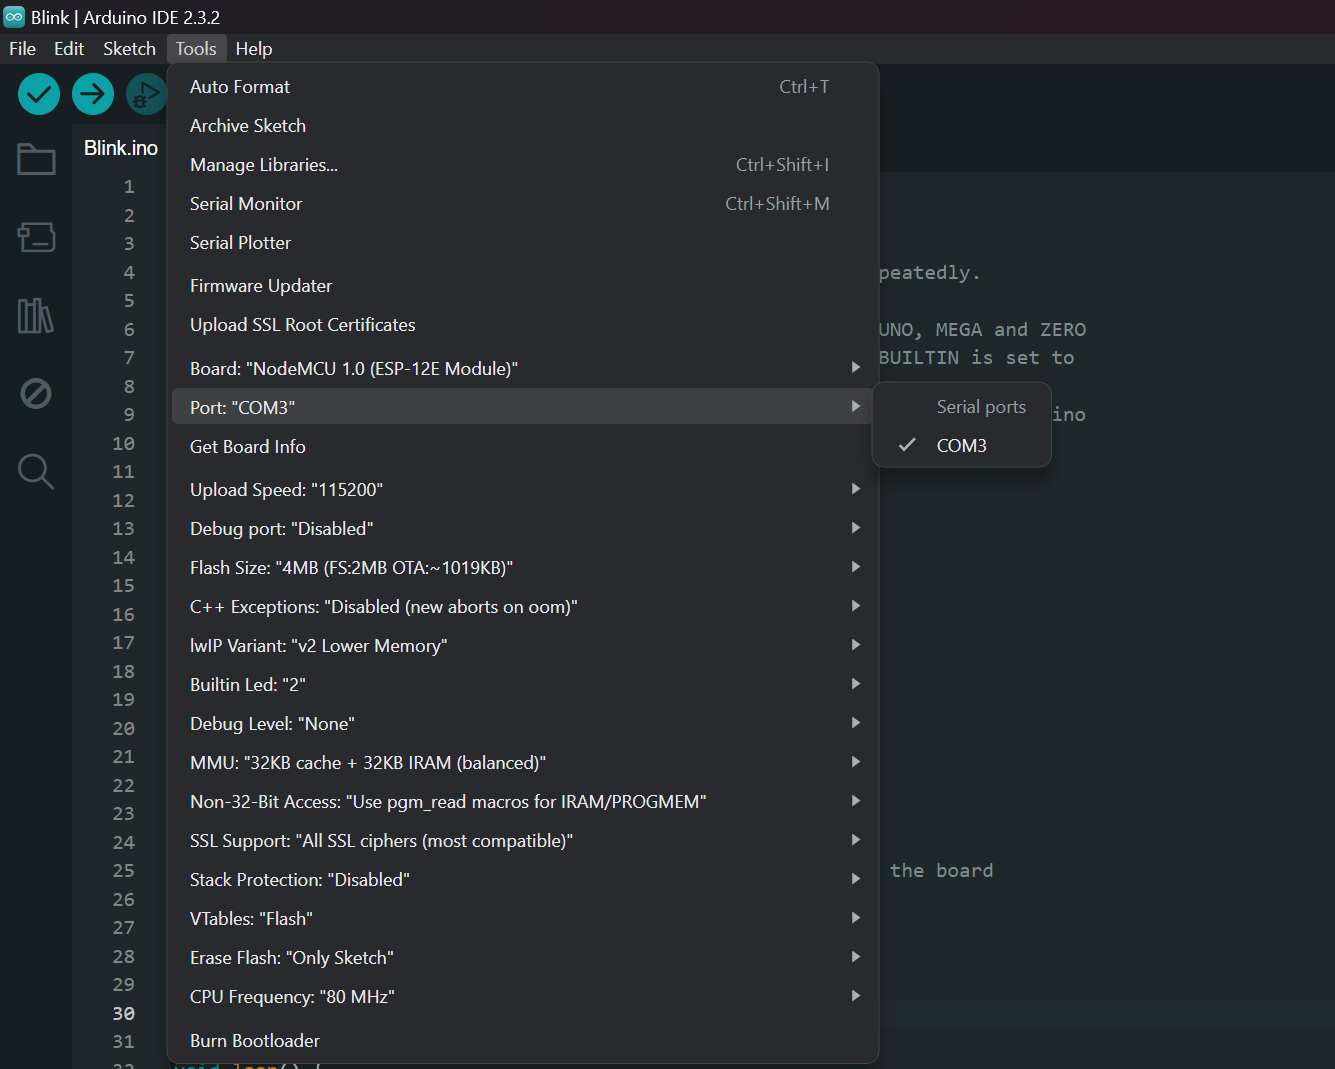 Blink | Arduino IDE 2.3.2
File Edit Sketch Tools Help
Blink.ino
Auto Format Ctrl+T
Archive Sketch
Manage Libraries... Ctrl+Shift+I
Serial Monitor Ctrl+Shift+M
Serial Plotter
Firmware Updater
Upload SSL Root Certificates
Board: "NodeMCU 1.0 (ESP-12E Module)"
Port: "COM3"
Get Board Info
Upload Speed: "115200"
Debug port: "Disabled"
Flash Size: "4MB (FS:2MB OTA:~1019KB)"
C++ Exceptions: "Disabled (new aborts on oom)"
lwIP Variant: "v2 Lower Memory"
Builtin Led: "2"
Debug Level: "None"
MMU: "32KB cache + 32KB IRAM (balanced)"
Non-32-Bit Access: "Use pgm_read macros for IRAM/PROGMEM"
SSL Support: "All SSL ciphers (most compatible)"
Stack Protection: "Disabled"
VTables: "Flash"
Erase Flash: "Only Sketch"
CPU Frequency: "80 MHz"
Burn Bootloader
Serial ports
COM3
1
2
3
4
5
6
7
8
9
10
11
12
13
14
15
16
17
18
19
20
21
22
23
24
25
26
27
28
29
30
31
peatedly.
UNO, MEGA and ZERO
BUILTIN is set to
ino
the board